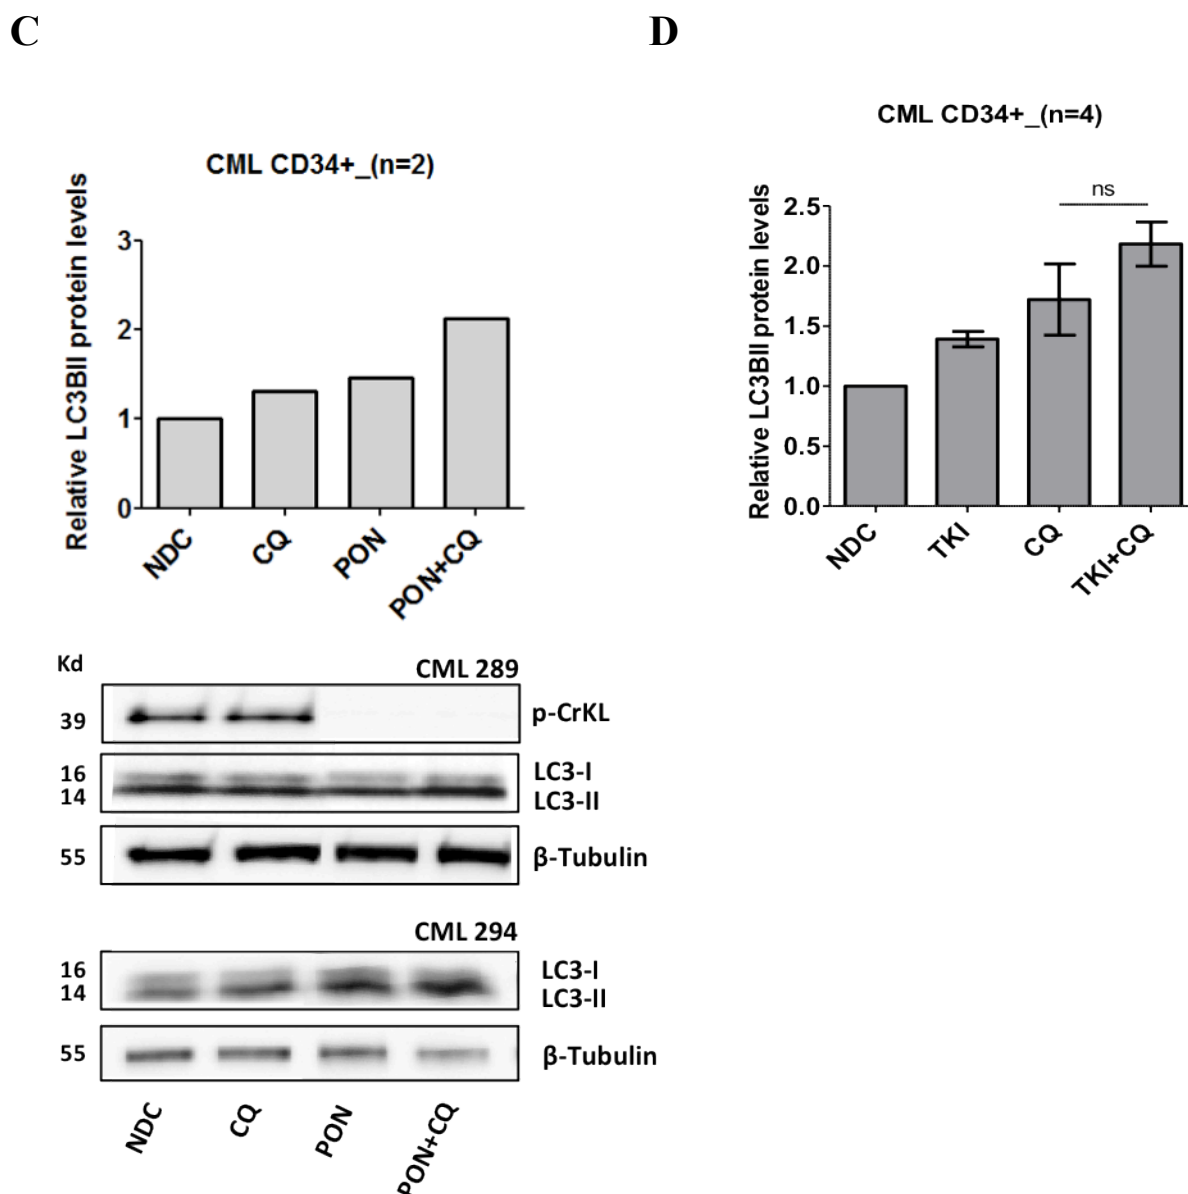 C
CML CD34+_(n=2)
Relative LC3BII protein levels
3
2
1
0
NDC
CQ
PON
PON+CQ
Kd
CML 289
39
p-CrKL
16
LC3-I
14
LC3-II
55
β-Tubulin
CML 294
16
LC3-I
14
LC3-II
55
β-Tubulin
NDC
CQ
PON
PON+CQ
D
CML CD34+_(n=4)
Relative LC3BII protein levels
ns
2.5
2.0
1.5
1.0
0.5
0.0
NDC
TKI
CQ
TKI+CQ